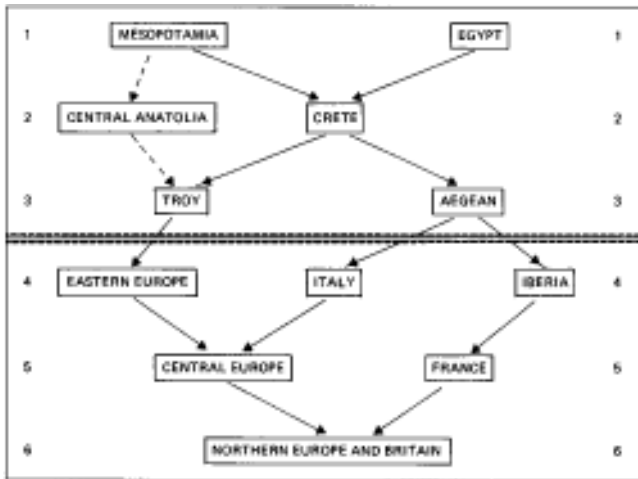 1 MESOPOTAMIA EGYPT 1
2 CENTRAL ANATOLIA CRETE 2
3 TROY AEGEAN 3
4 EASTERN EUROPE ITALY IBERIA 4
5 CENTRAL EUROPE FRANCE 5
6 NORTHERN EUROPE AND BRITAIN 6